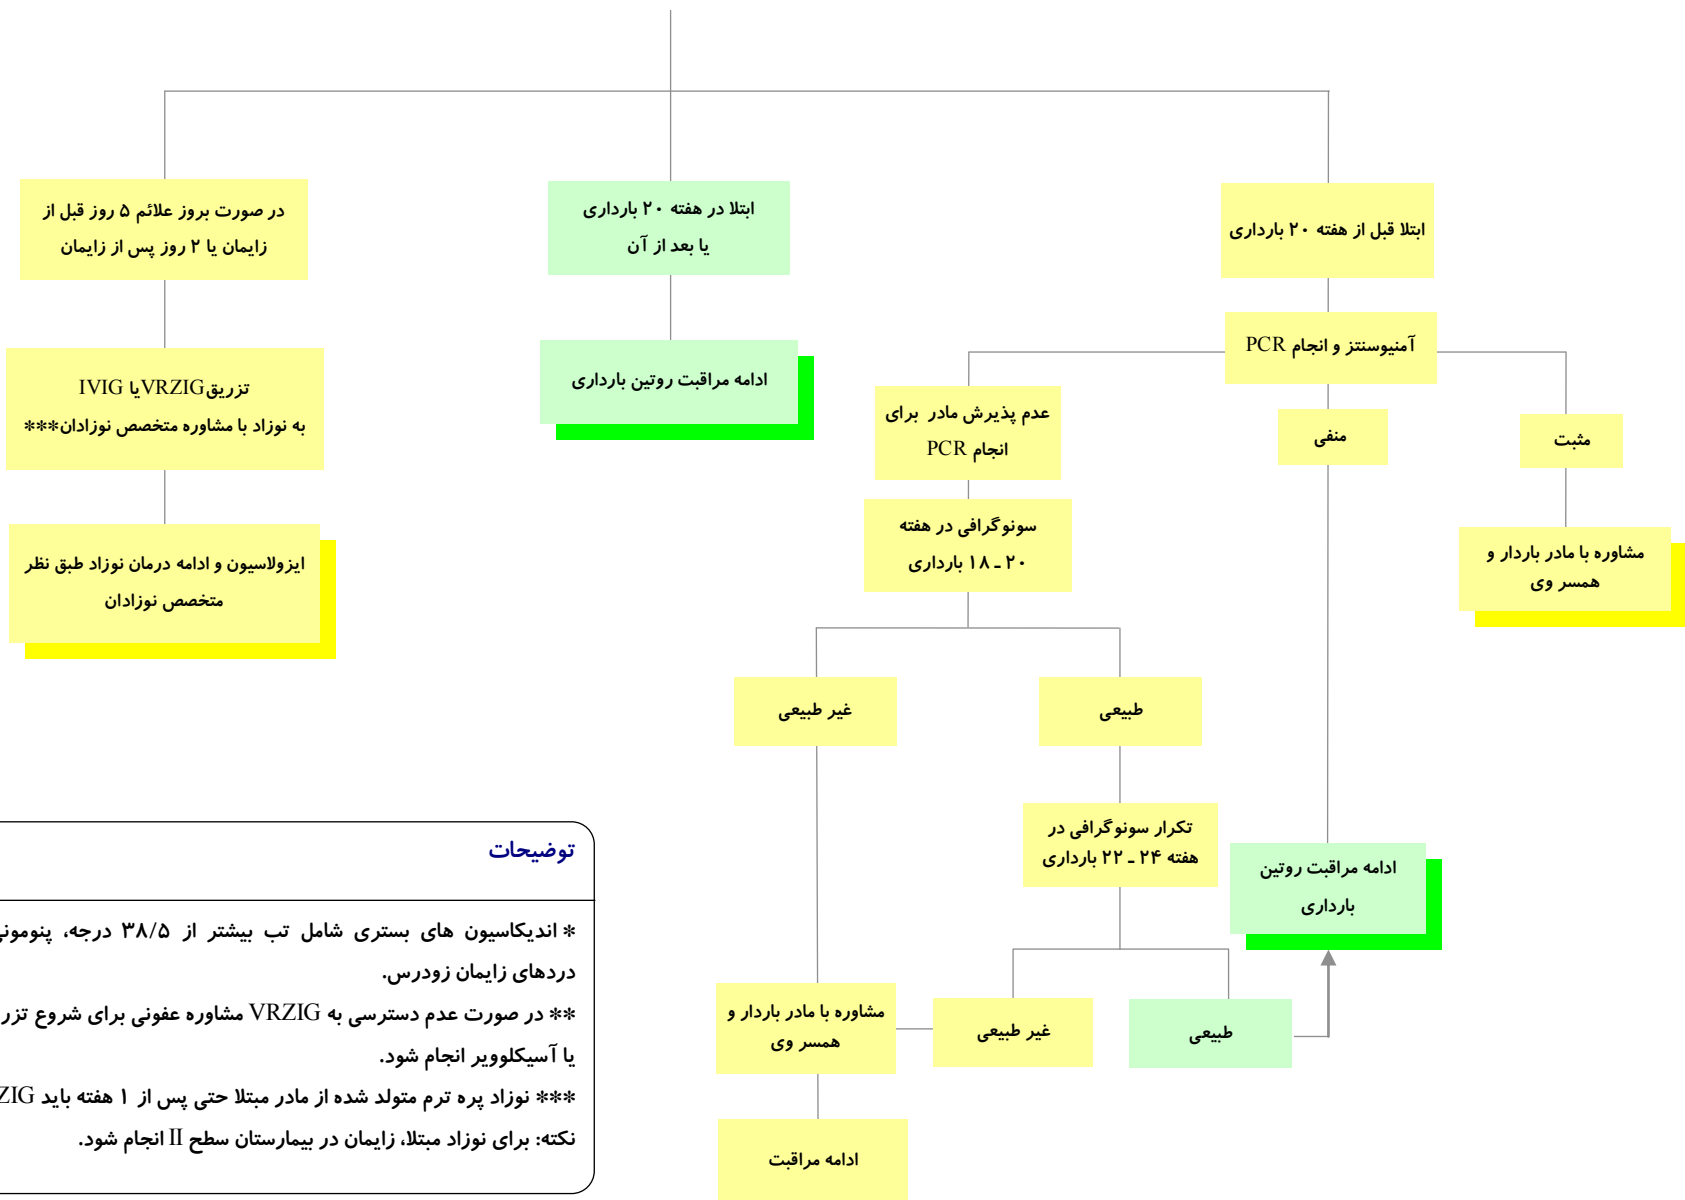 ابتلا قبل از هفته ۲۰ بارداری
ابتلا در هفته ۲۰ بارداری
یا بعد از آن
در صورت بروز علائم ۵ روز قبل از
زایمان یا ۲ روز پس از زایمان
آمنیوسنتز و انجام PCR
ادامه مراقبت روتین بارداری
تزریقVRZIGیا IVIG
به نوزاد با مشاوره متخصص نوزادان***
مثبت
منفی
عدم پذیرش مادر برای
انجام PCR
مشاوره با مادر باردار و
همسر وی
سونوگرافی در هفته
۲۰ ـ ۱۸ بارداری
ایزولاسیون و ادامه درمان نوزاد طبق نظر
متخصص نوزادان
طبیعی
غیر طبیعی
تکرار سونوگرافی در
هفته ۲۴ ـ ۲۲ بارداری
ادامه مراقبت روتین
بارداری
طبیعی
غیر طبیعی
مشاوره با مادر باردار و
همسر وی
ادامه مراقبت
توضیحات
* اندیکاسیون های بستری شامل تب بیشتر از ۳۸/۵ درجه،
دردهای زایمان زودرس.
** در صورت عدم دسترسی به VRZIG مشاوره عفونی برای شروع
یا آسیکلوویر انجام شود.
*** نوزاد پره ترم متولد شده از مادر مبتلا حتی پس از ۱ هفته باید
نکته: برای نوزاد مبتلا، زایمان در بیمارستان سطح II انجام شود.